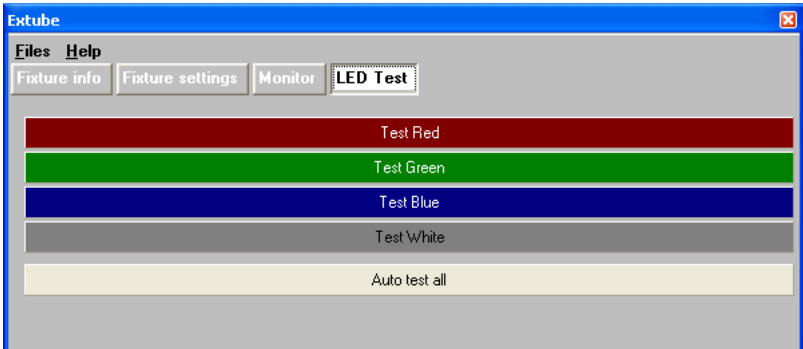 Extube
Files Help
Fixture info Fixture settings Monitor LED Test
Test Red
Test Green
Test Blue
Test White
Auto test all